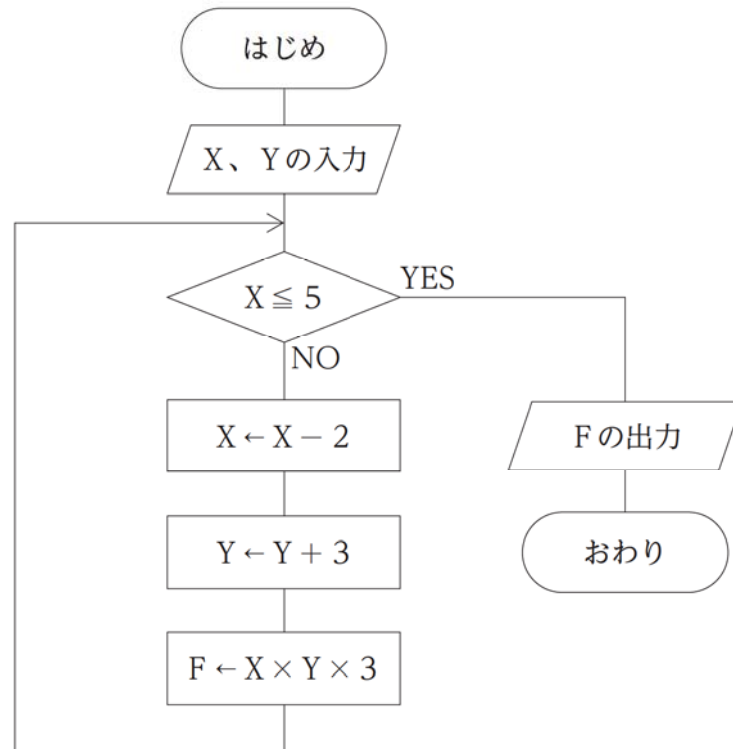 はじめ
X、Yの入力
X≦5
YES
NO
X←X-2
Fの出力
Y←Y+3
おわり
F←X×Y×3